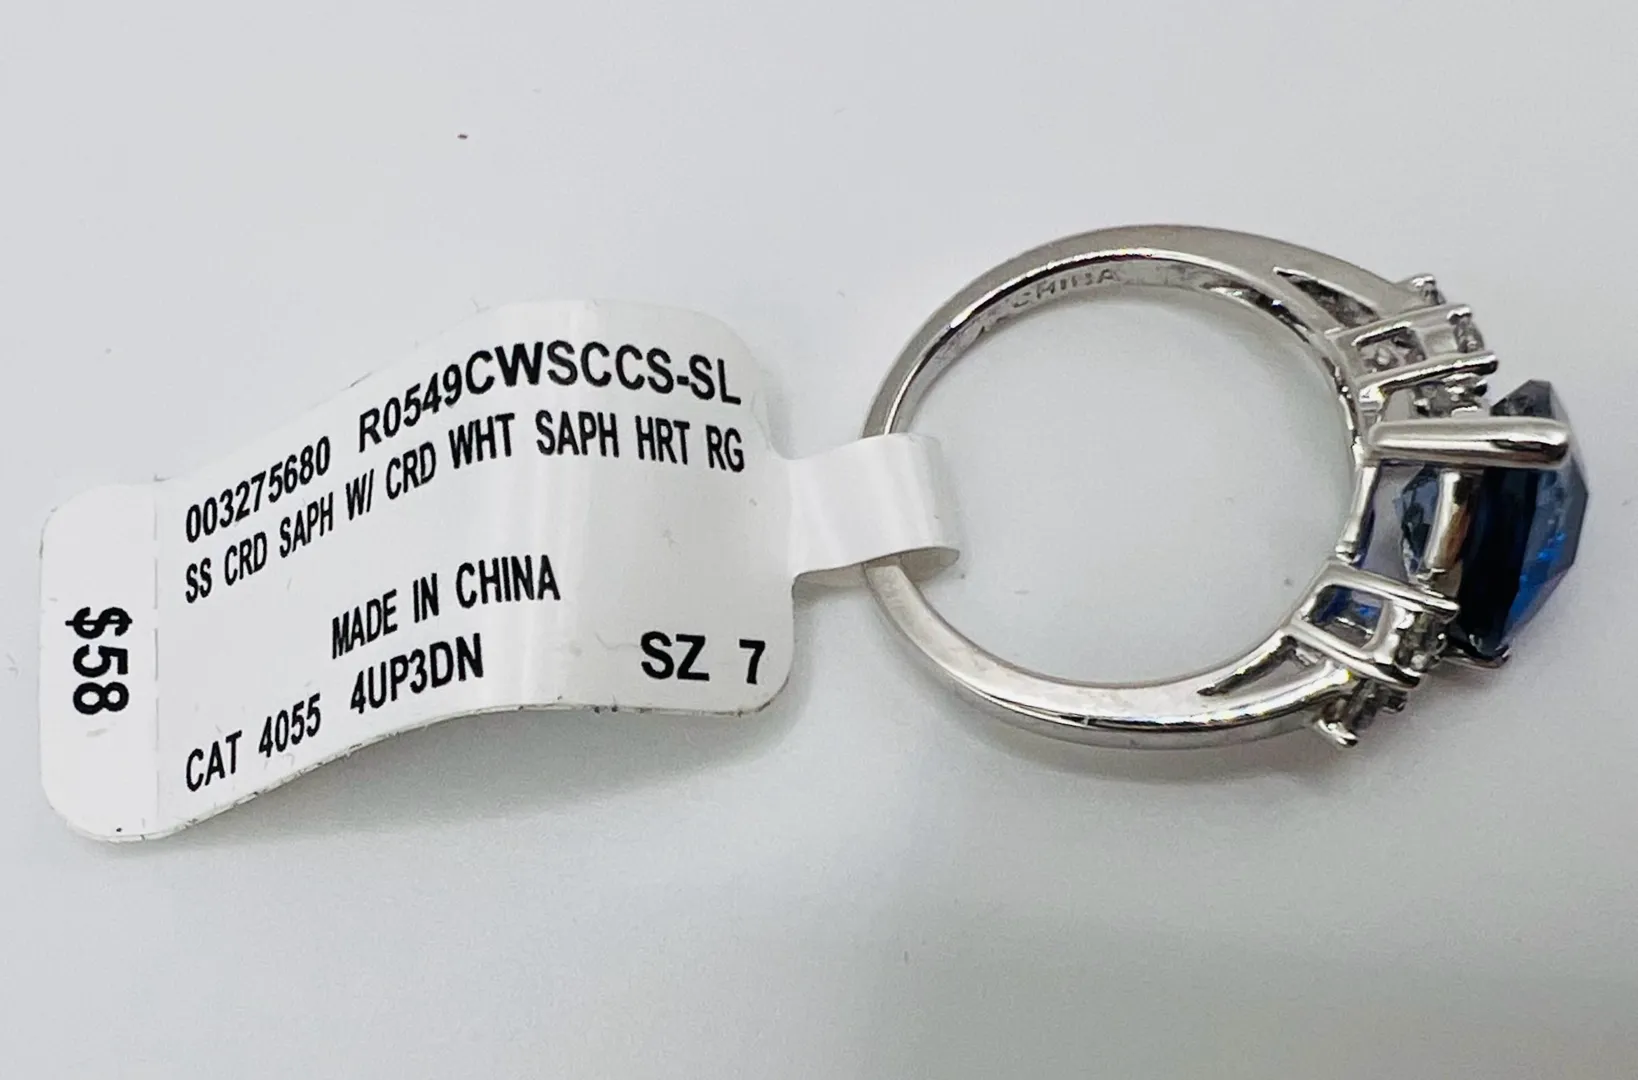 003275680 R0549CWSCCS-SL
SS CRD SAPH W/ CRD WHT SAPH HRT RG
MADE IN CHINA
CAT 4055 4UP3DN
SZ 7
$58
CHINA